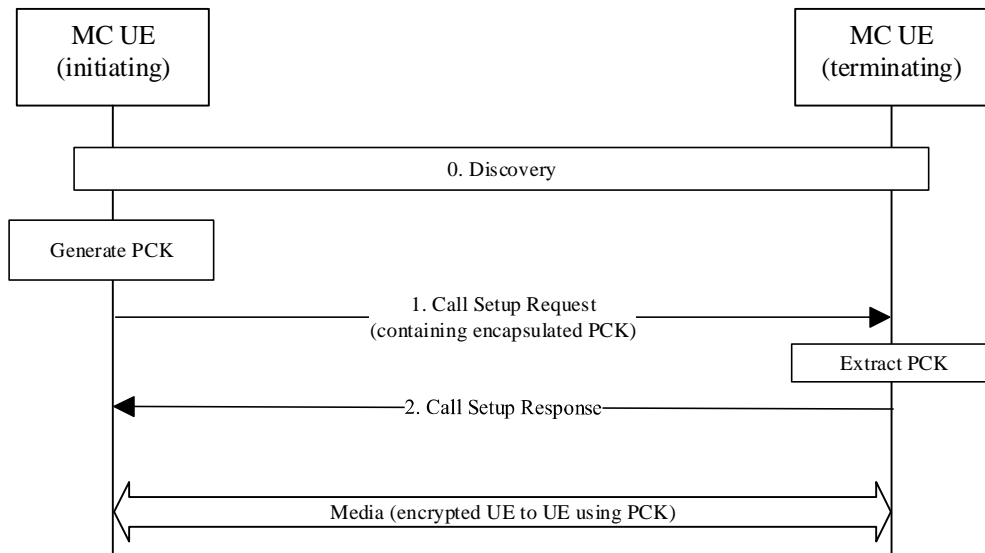 MC UE
(initiating)
MC UE
(terminating)
0. Discovery
Generate PCK
1. Call Setup Request
(containing encapsulated PCK)
Extract PCK
2. Call Setup Response
Media (encrypted UE to UE using PCK)